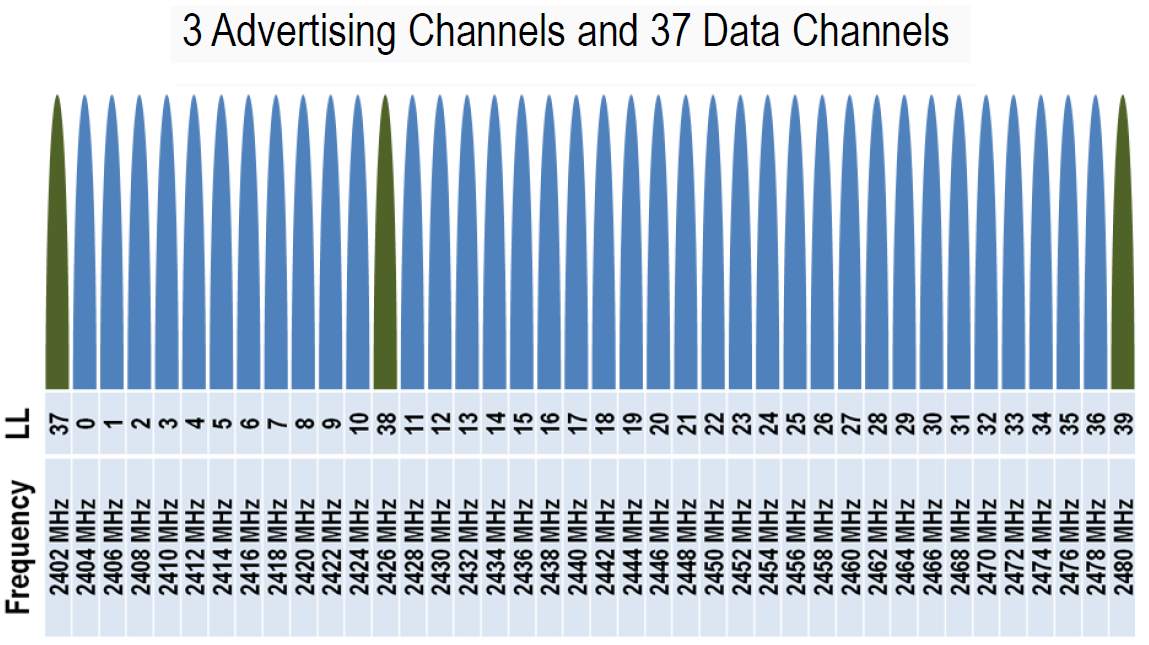 3 Advertising Channels and 37 Data Channels
LL
37 0 1 2 3 4 5 6 7 8 9 10 38 11 12 13 14 15 16 17 18 19 20 21 22 23 24 25 26 27 28 29 30 31 32 33 34 35 36 39
Frequency
2402 MHz 2404 MHz 2406 MHz 2408 MHz 2410 MHz 2412 MHz 2414 MHz 2416 MHz 2418 MHz 2420 MHz 2422 MHz 2424 MHz 2426 MHz 2428 MHz 2430 MHz 2432 MHz 2434 MHz 2436 MHz 2438 MHz 2440 MHz 2442 MHz 2444 MHz 2446 MHz 2448 MHz 2450 MHz 2452 MHz 2454 MHz 2456 MHz 2458 MHz 2460 MHz 2462 MHz 2464 MHz 2466 MHz 2468 MHz 2470 MHz 2472 MHz 2474 MHz 2476 MHz 2478 MHz 2480 MHz